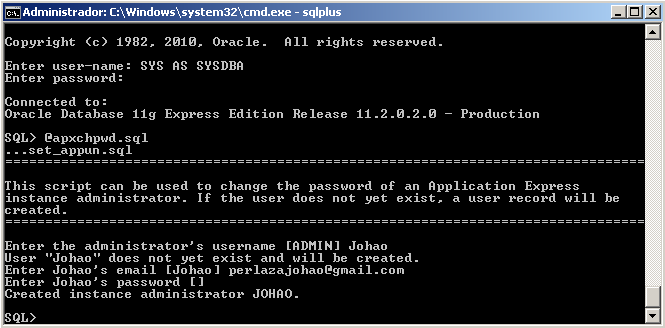 Administrador: C:\Windows\system32\cmd.exe - sqlplus
Copyright (c) 1982, 2010, Oracle.  All rights reserved.
Enter user-name: SYS AS SYSDBA
Enter password:
Connected to:
Oracle Database 11g Express Edition Release 11.2.0.2.0 - Production
SQL> @apxchpwd.sql
...set_appun.sql
================================================================================
This script can be used to change the password of an Application Express
instance administrator. If the user does not yet exist, a user record will be
created.
================================================================================
Enter the administrator's username [ADMIN] Johao
User "Johao" does not yet exist and will be created.
Enter Johao's email [Johao] perlazajohao@gmail.com
Enter Johao's password []
Created instance administrator JOHAO.
SQL>